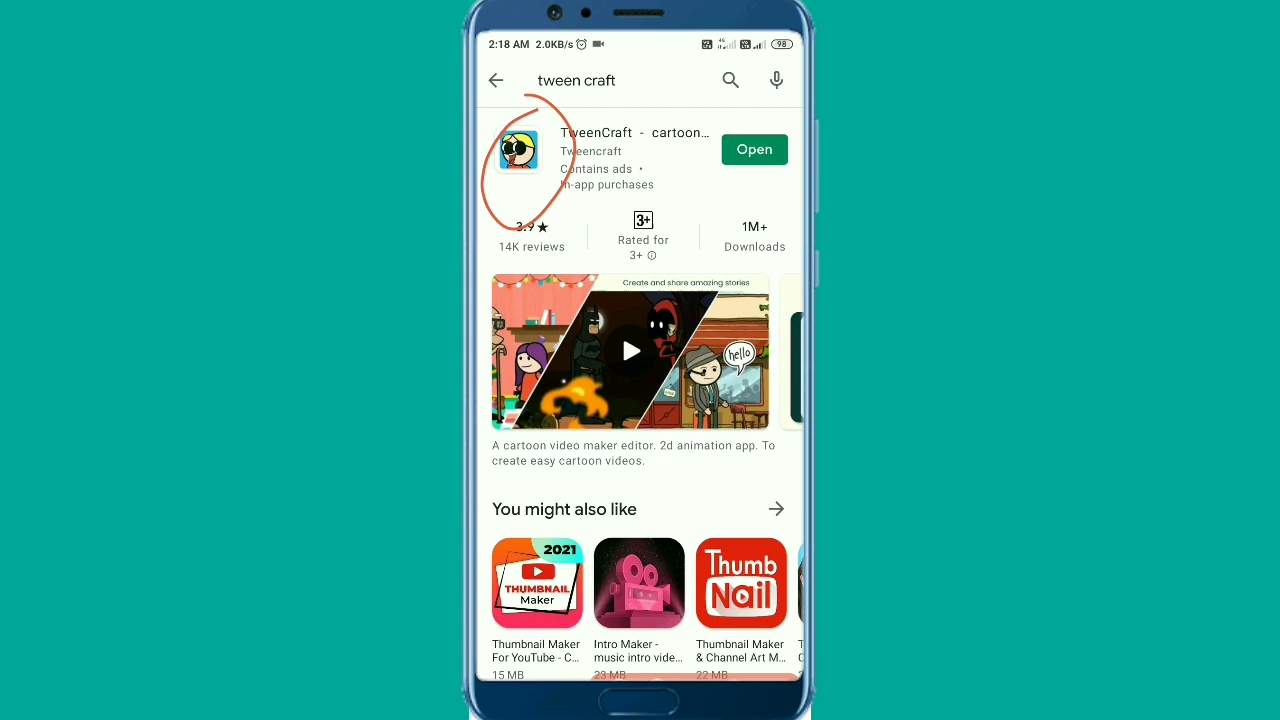 2:18 AM 2.0KB/s 4G 98
tween craft
TweenCraft - cartoon...
Tweencraft
Contains ads •
In-app purchases
Open
3.9★
14K reviews
3+
Rated for
3+
1M+
Downloads
Create and share amazing stories
hello
A cartoon video maker editor. 2d animation app. To
create easy cartoon videos.
You might also like
2021
THUMBNAIL
Maker
Thumb
Nail
Thumbnail Maker
For YouTube - C...
15 MB
Intro Maker -
music intro vide...
23 MB
Thumbnail Maker
& Channel Art M...
22 MB